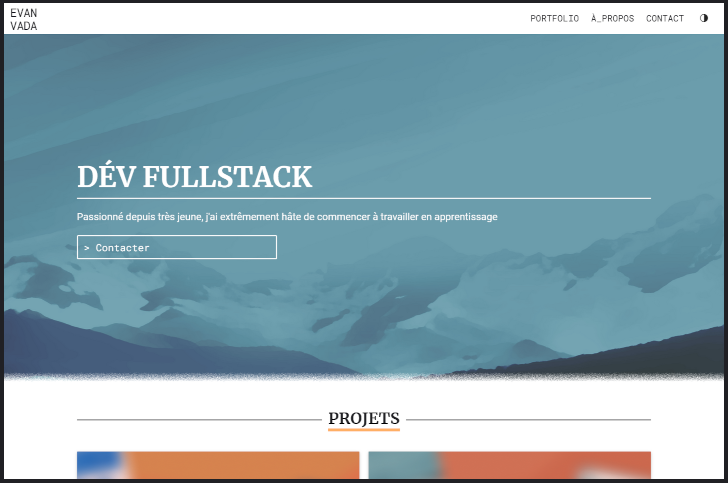 EVAN
VADA
PORTFOLIO À_PROPOS CONTACT
DÉV FULLSTACK
Passionné depuis très jeune, j'ai extrêmement hâte de commencer à travailler en apprentissage
> Contacter
PROJETS